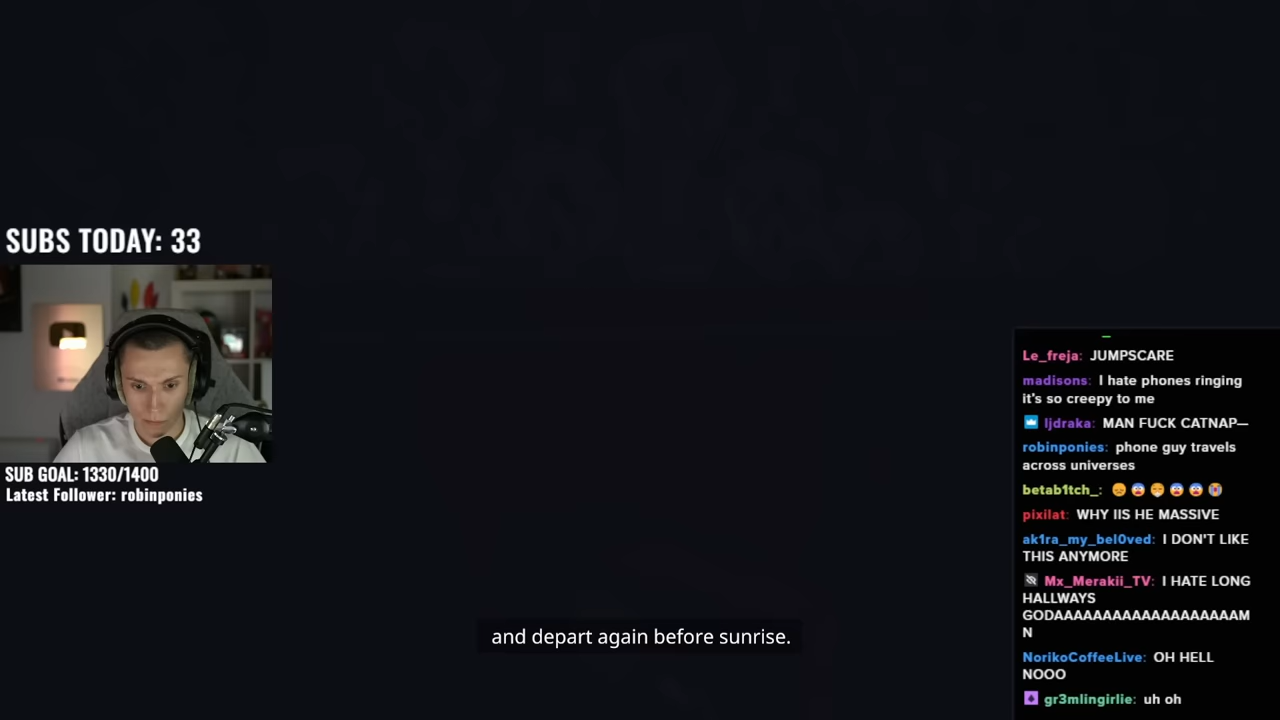 SUBS TODAY: 33
SUB GOAL: 1330/1400
Latest Follower: robinponies
and depart again before sunrise.
Le_freja: JUMPSCARE
madisons: I hate phones ringing
it's so creepy to me
ljdraka: MAN FUCK CATNAP—
robinponies: phone guy travels
across universes
betab1tch_: 😞😨😁😨😨😭
pixilat: WHY IIS HE MASSIVE
ak1ra_my_bel0ved: I DON'T LIKE
THIS ANYMORE
Mx_Merakii_TV: I HATE LONG
HALLWAYS
GODAAAAAAAAAAAAAAAAAAAM
N
NorikoCoffeeLive: OH HELL
NOOO
gr3mlingirlie: uh oh